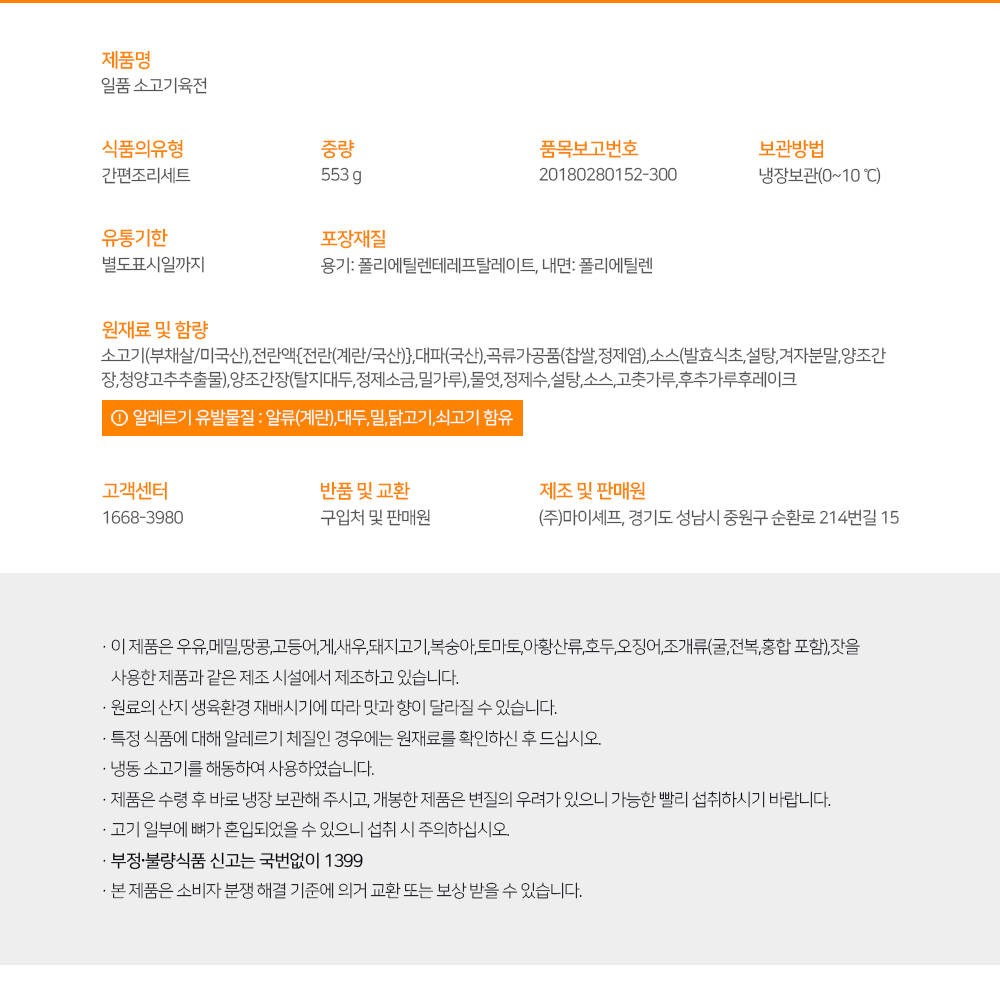 제품명
일품 소고기육전
식품의유형
간편조리세트
중량
553 g
품목보고번호
20180280152-300
보관방법
냉장보관(0~10 ℃)
유통기한
별도표시일까지
포장재질
용기: 폴리에틸렌테레프탈레이트, 내면: 폴리에틸렌
원재료 및 함량
소고기(부채살/미국산),전란액{전란(계란/국산)},대파(국산),곡류가공품(찹쌀,정제염),소스(발효식초,설탕,겨자분말,양조간
장,청양고추추출물),양조간장(탈지대두,정제소금,밀가루),물엿,정제수,설탕,소스,고춧가루,후추가루후레이크
알레르기 유발물질 : 알류(계란),대두,밀,닭고기,쇠고기 함유
고객센터
1668-3980
반품 및 교환
구입처 및 판매원
제조 및 판매원
(주)마이셰프, 경기도 성남시 중원구 순환로 214번길 15
· 이 제품은 우유,메밀,땅콩,고등어,게,새우,돼지고기,복숭아,토마토,아황산류,호두,오징어,조개류(굴,전복,홍합 포함),잣을
사용한 제품과 같은 제조 시설에서 제조하고 있습니다.
· 원료의 산지 생육환경 재배시기에 따라 맛과 향이 달라질 수 있습니다.
· 특정 식품에 대해 알레르기 체질인 경우에는 원재료를 확인하신 후 드십시오.
· 냉동 소고기를 해동하여 사용하였습니다.
· 제품은 수령 후 바로 냉장 보관해 주시고, 개봉한 제품은 변질의 우려가 있으니 가능한 빨리 섭취하시기 바랍니다.
· 고기 일부에 뼈가 혼입되었을 수 있으니 섭취 시 주의하십시오.
· 부정·불량식품 신고는 국번없이 1399
· 본 제품은 소비자 분쟁 해결 기준에 의거 교환 또는 보상 받을 수 있습니다.